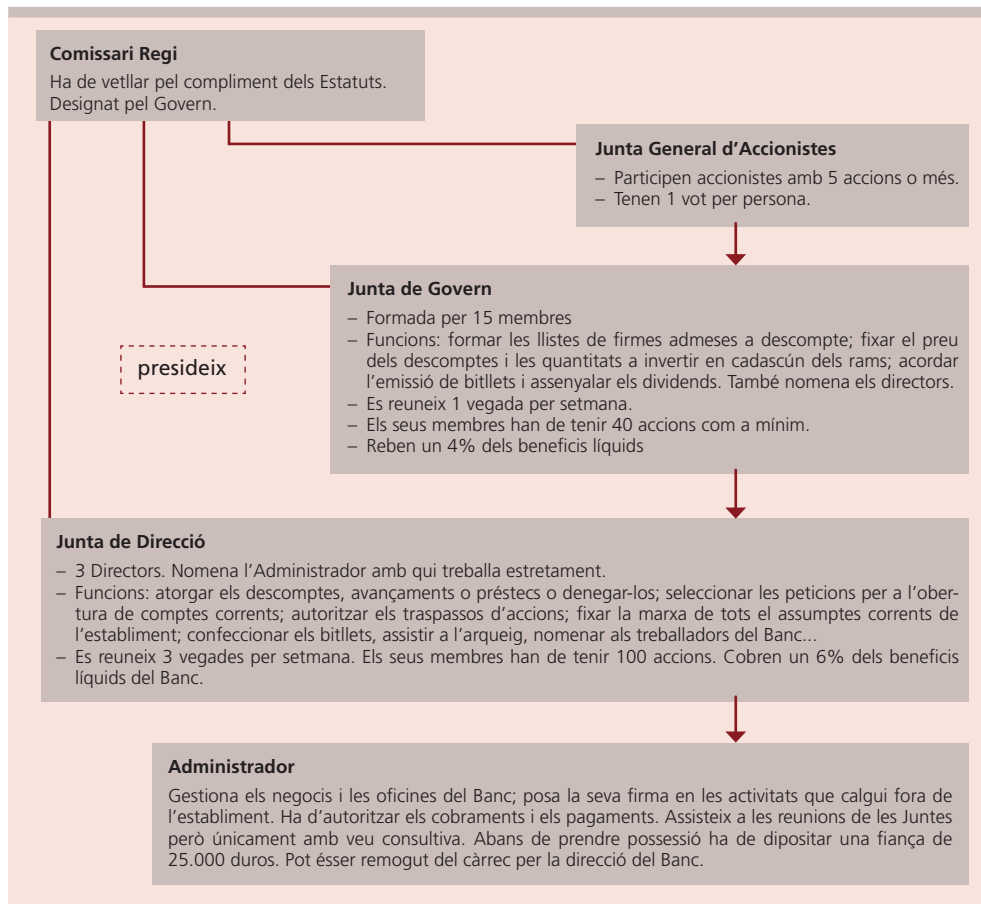 Comissari Regi
Ha de vetllar pel compliment dels Estatuts.
Designat pel Govern.
Junta General d'Accionistes
– Participen accionistes amb 5 accions o més.
– Tenen 1 vot per persona.
Junta de Govern
– Formada per 15 membres
– Funcions: formar les llistes de firmes admeses a descompte; fixar el preu
dels descomptes i les quantitats a invertir en cadascún dels rams; acordar
l'emissió de bitllets i assenyalar els dividends. També nomena els directors.
– Es reuneix 1 vegada per setmana.
– Els seus membres han de tenir 40 accions com a mínim.
– Reben un 4% dels beneficis líquids
presideix
Junta de Direcció
– 3 Directors. Nomena l'Administrador amb qui treballa estretament.
– Funcions: atorgar els descomptes, avançaments o préstecs o denegar-los; seleccionar les peticions per a l'ober-
tura de comptes corrents; autoritzar els traspassos d'accions; fixar la marxa de tots el assumptes corrents de
l'establiment; confeccionar els bitllets, assistir a l'arqueig, nomenar als treballadors del Banc...
– Es reuneix 3 vegades per setmana. Els seus membres han de tenir 100 accions. Cobren un 6% dels beneficis
líquids del Banc.
Administrador
Gestiona els negocis i les oficines del Banc; posa la seva firma en les activitats que calgui fora de
l'establiment. Ha d'autoritzar els cobraments i els pagaments. Assisteix a les reunions de les Juntes
però únicament amb veu consultiva. Abans de prendre possessió ha de dipositar una fiança de
25.000 duros. Pot ésser remogut del càrrec per la direcció del Banc.